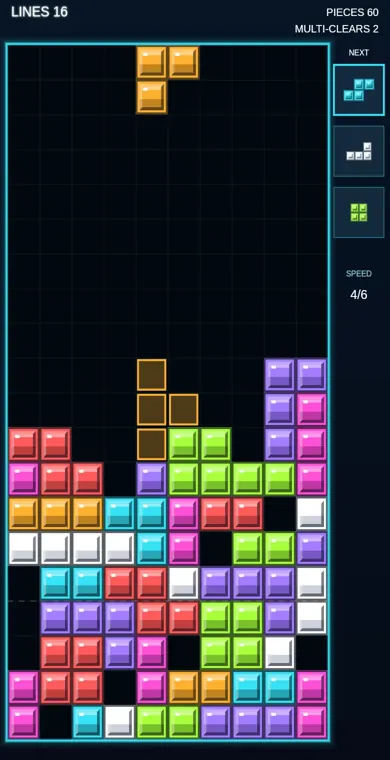 LINES 16
PIECES 60
MULTI-CLEARS 2
NEXT
SPEED
4/6